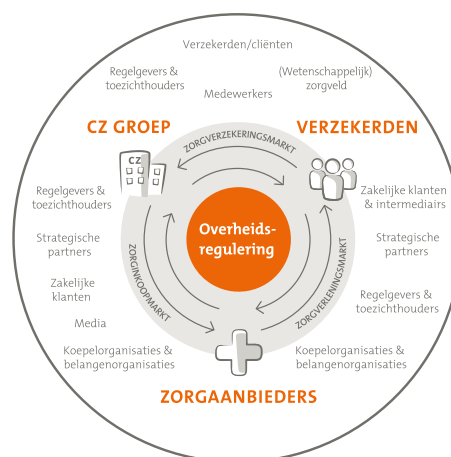 Verzekerden/cliënten
Regelgevers &
toezichthouders
(Wetenschappelijk)
zorgveld
Medewerkers
CZ GROEP
VERZEKERDEN
ZORGVERZEKERINGSMARKT
CZ
Regelgevers &
toezichthouders
Zakelijke klanten
& intermediairs
Overheids-
regulering
Strategische
partners
Strategische
partners
ZORGINKOOPMARKT
ZORGVERLENINGSMARKT
Zakelijke
klanten
Regelgevers &
toezichthouders
Media
Koepelorganisaties &
belangenorganisaties
Koepelorganisaties &
belangenorganisaties
ZORGAANBIEDERS